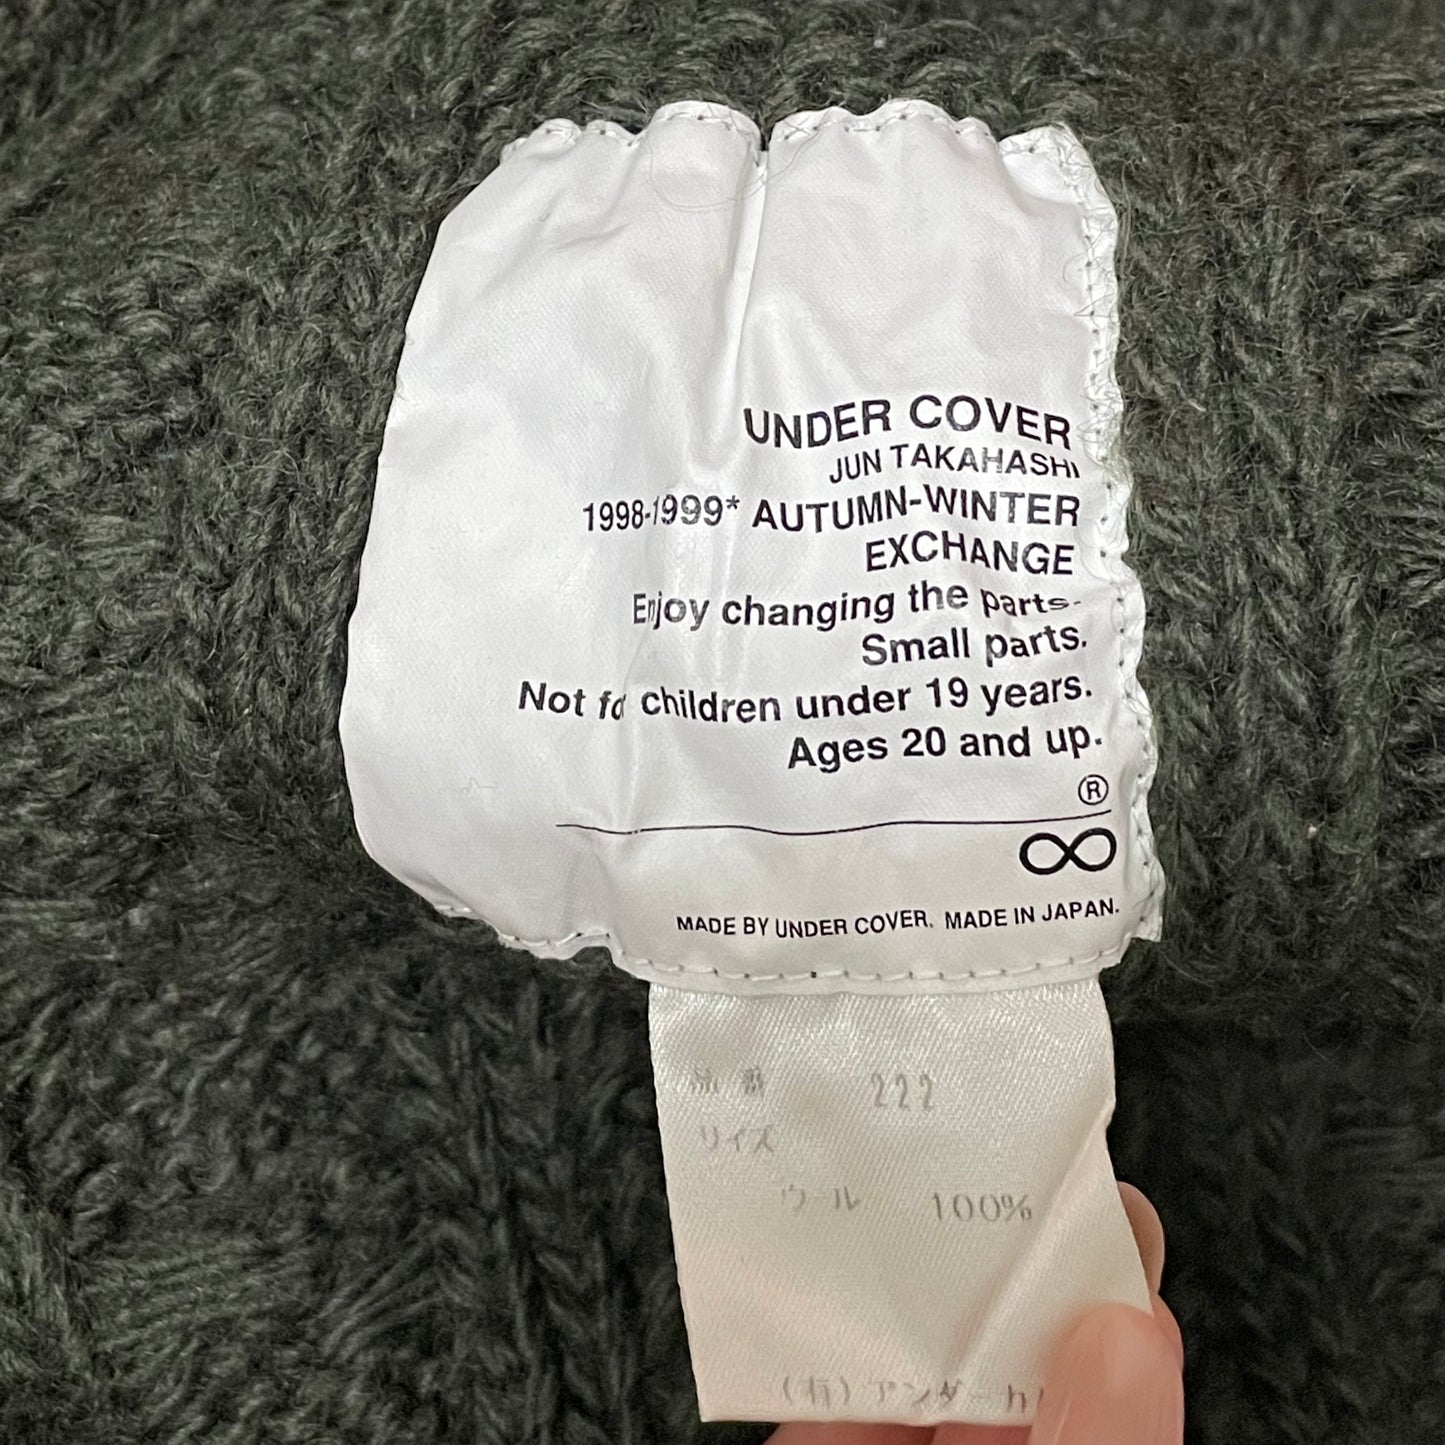 UNDER COVER
JUN TAKAHASHI
1998-1999* AUTUMN-WINTER
EXCHANGE
Enjoy changing the parts.
Small parts.
Not for children under 19 years.
Ages 20 and up.
®
∞
MADE BY UNDER COVER. MADE IN JAPAN.
品番 222
サイズ
ウール 100%
(有)アンダーカ